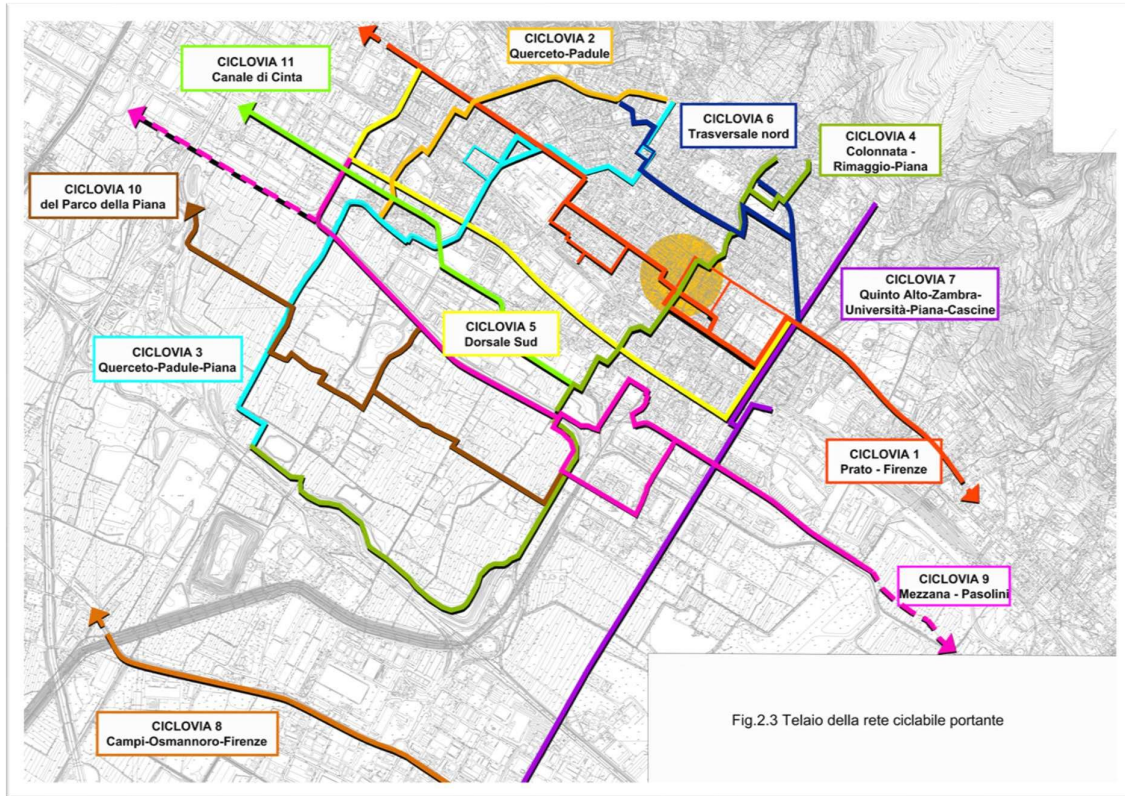 CICLOVIA 2
Querceto-Padule
CICLOVIA 11
Canale di Cinta
CICLOVIA 6
Trasversale nord
CICLOVIA 4
Colonnata -
Rimaggio-Piana
CICLOVIA 10
del Parco della Piana
CICLOVIA 7
Quinto Alto-Zambra-
Università-Piana-Cascine
CICLOVIA 5
Dorsale Sud
CICLOVIA 3
Querceto-Padule-Piana
CICLOVIA 1
Prato - Firenze
CICLOVIA 9
Mezzana - Pasolini
CICLOVIA 8
Campi-Osmannoro-Firenze
Fig.2.3 Telaio della rete ciclabile portante